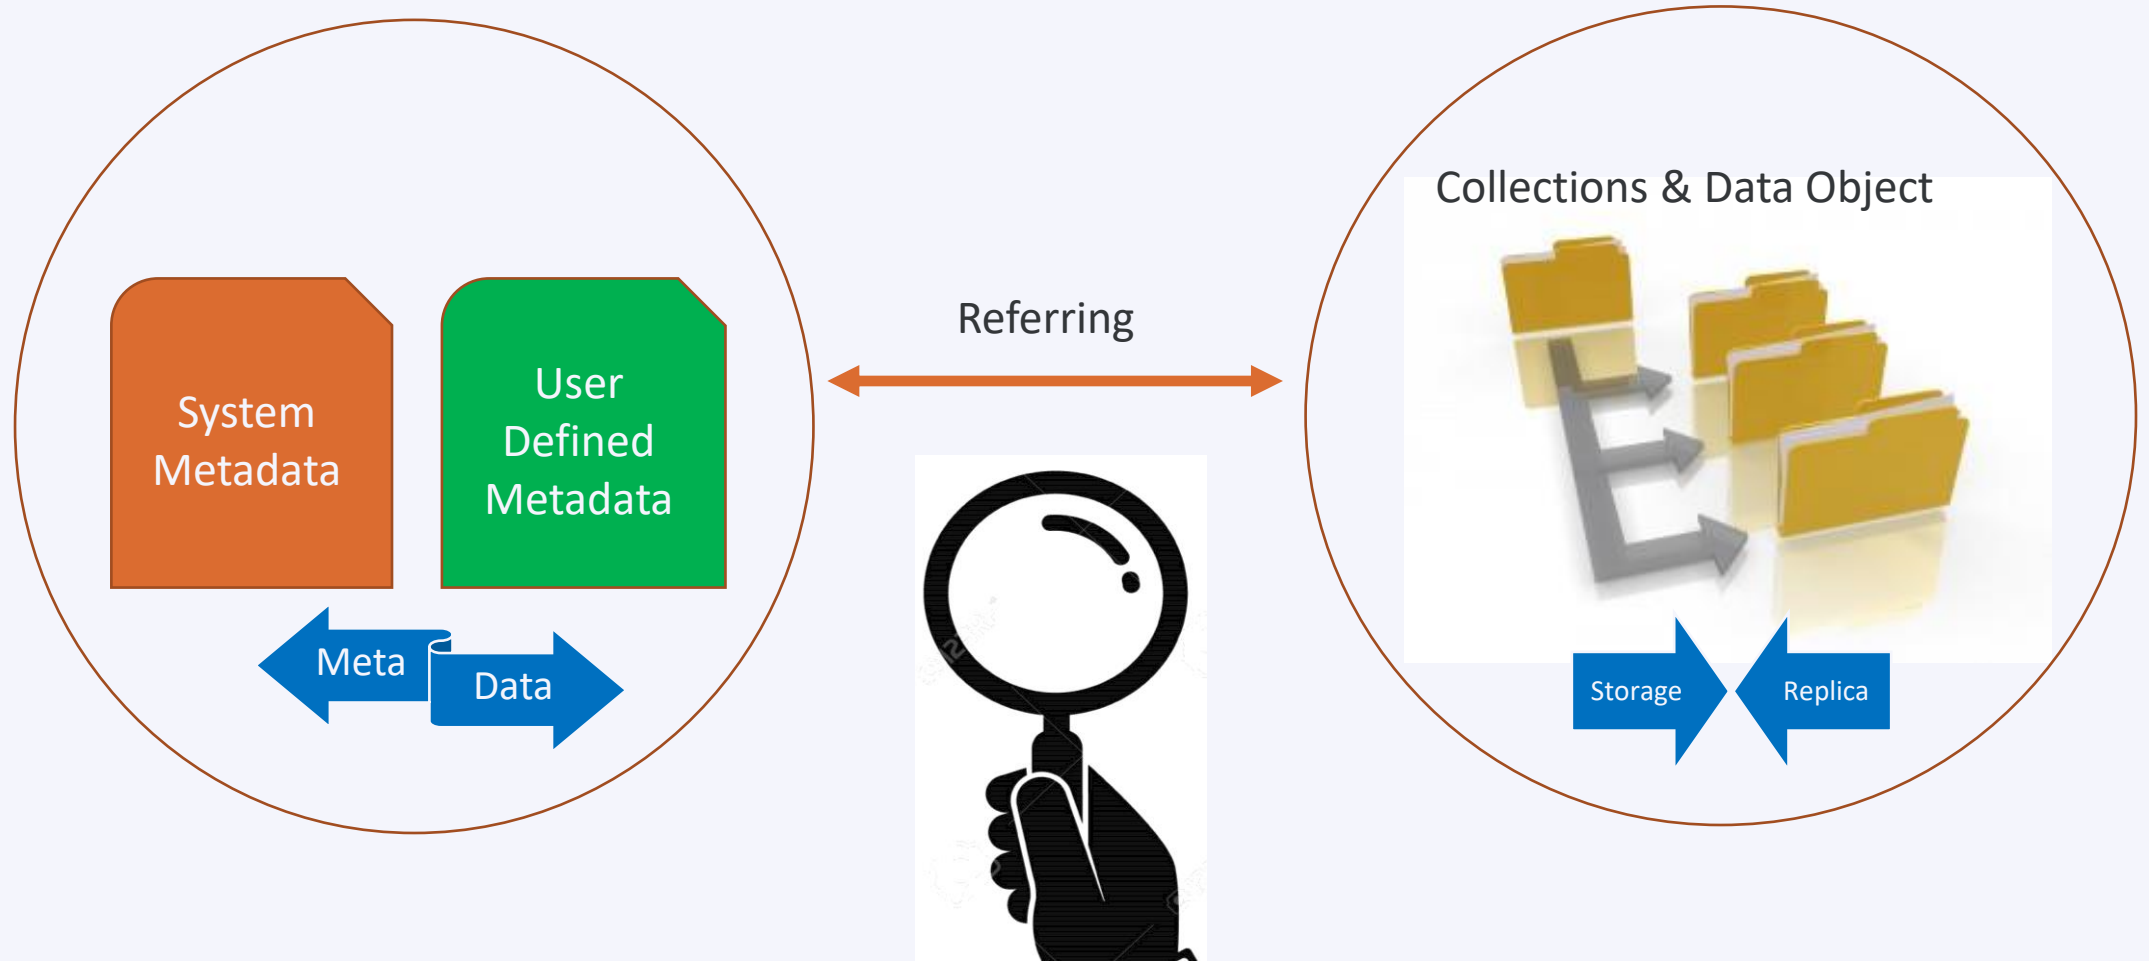 System
Metadata
User
Defined
Metadata
Meta
Data
Referring
Collections & Data Object
Storage
Replica